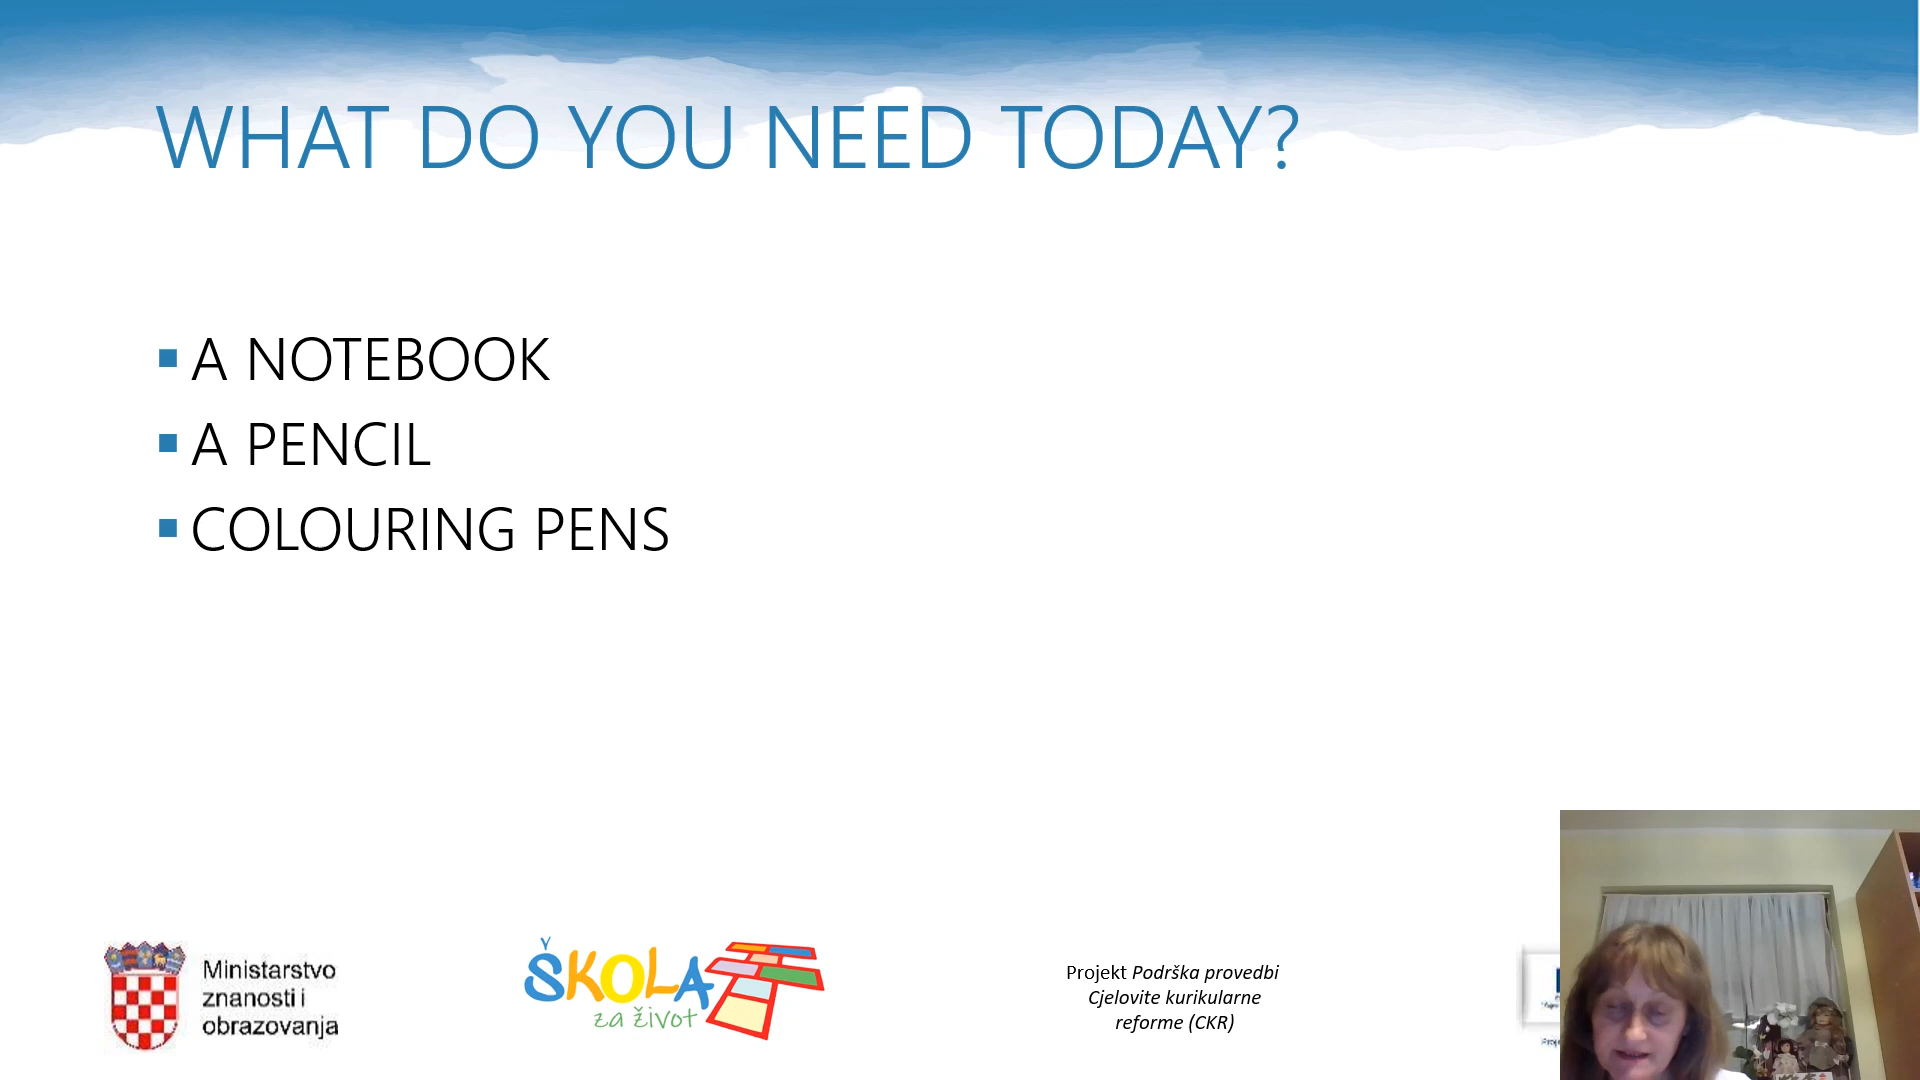 WHAT DO YOU NEED TODAY?
A NOTEBOOK
A PENCIL
COLOURING PENS
Ministarstvo
znanosti i
obrazovanja
ŠKOLA
za život
Projekt Podrška provedbi
Cjelovite kurikularne
reforme (CKR)